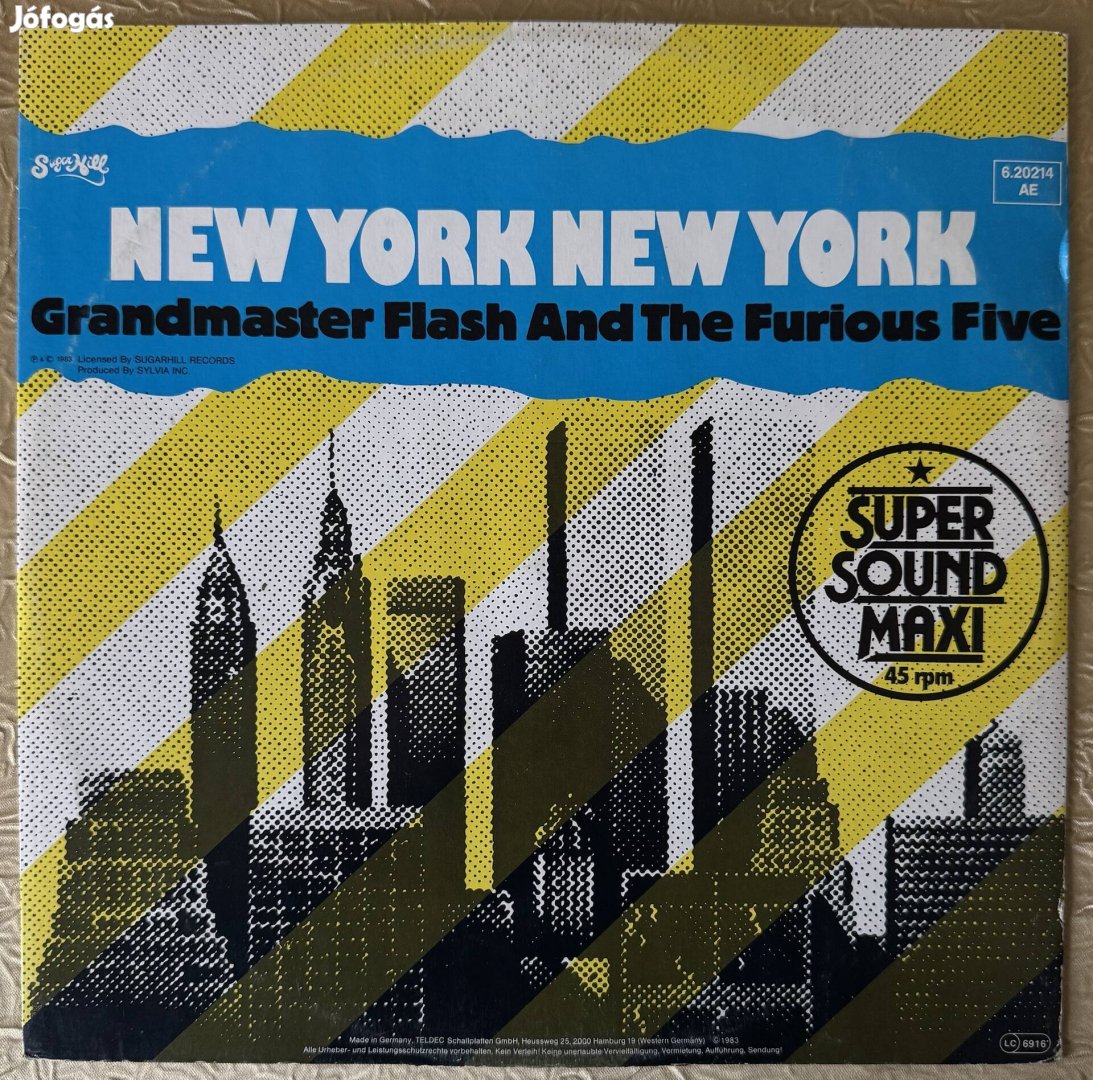 Jófogás
Sugar Hill
6.20214
AE
NEW YORK NEW YORK
Grandmaster Flash And The Furious Five
℗ & © 1983 Licensed By SUGARHILL RECORDS
Produced By SYLVIA INC.
SUPER
SOUND
MAXI
45 rpm
Made in Germany, TELDEC Schallplatten GmbH, Heussweg 25, 2000 Hamburg 19 (Western Germany) © 1983
Alle Urheber- und Leistungsschutzrechte vorbehalten, Kein Verleih! Keine unerlaubte Vervielfältigung, Vermietung, Aufführung, Sendung!
LC 6916